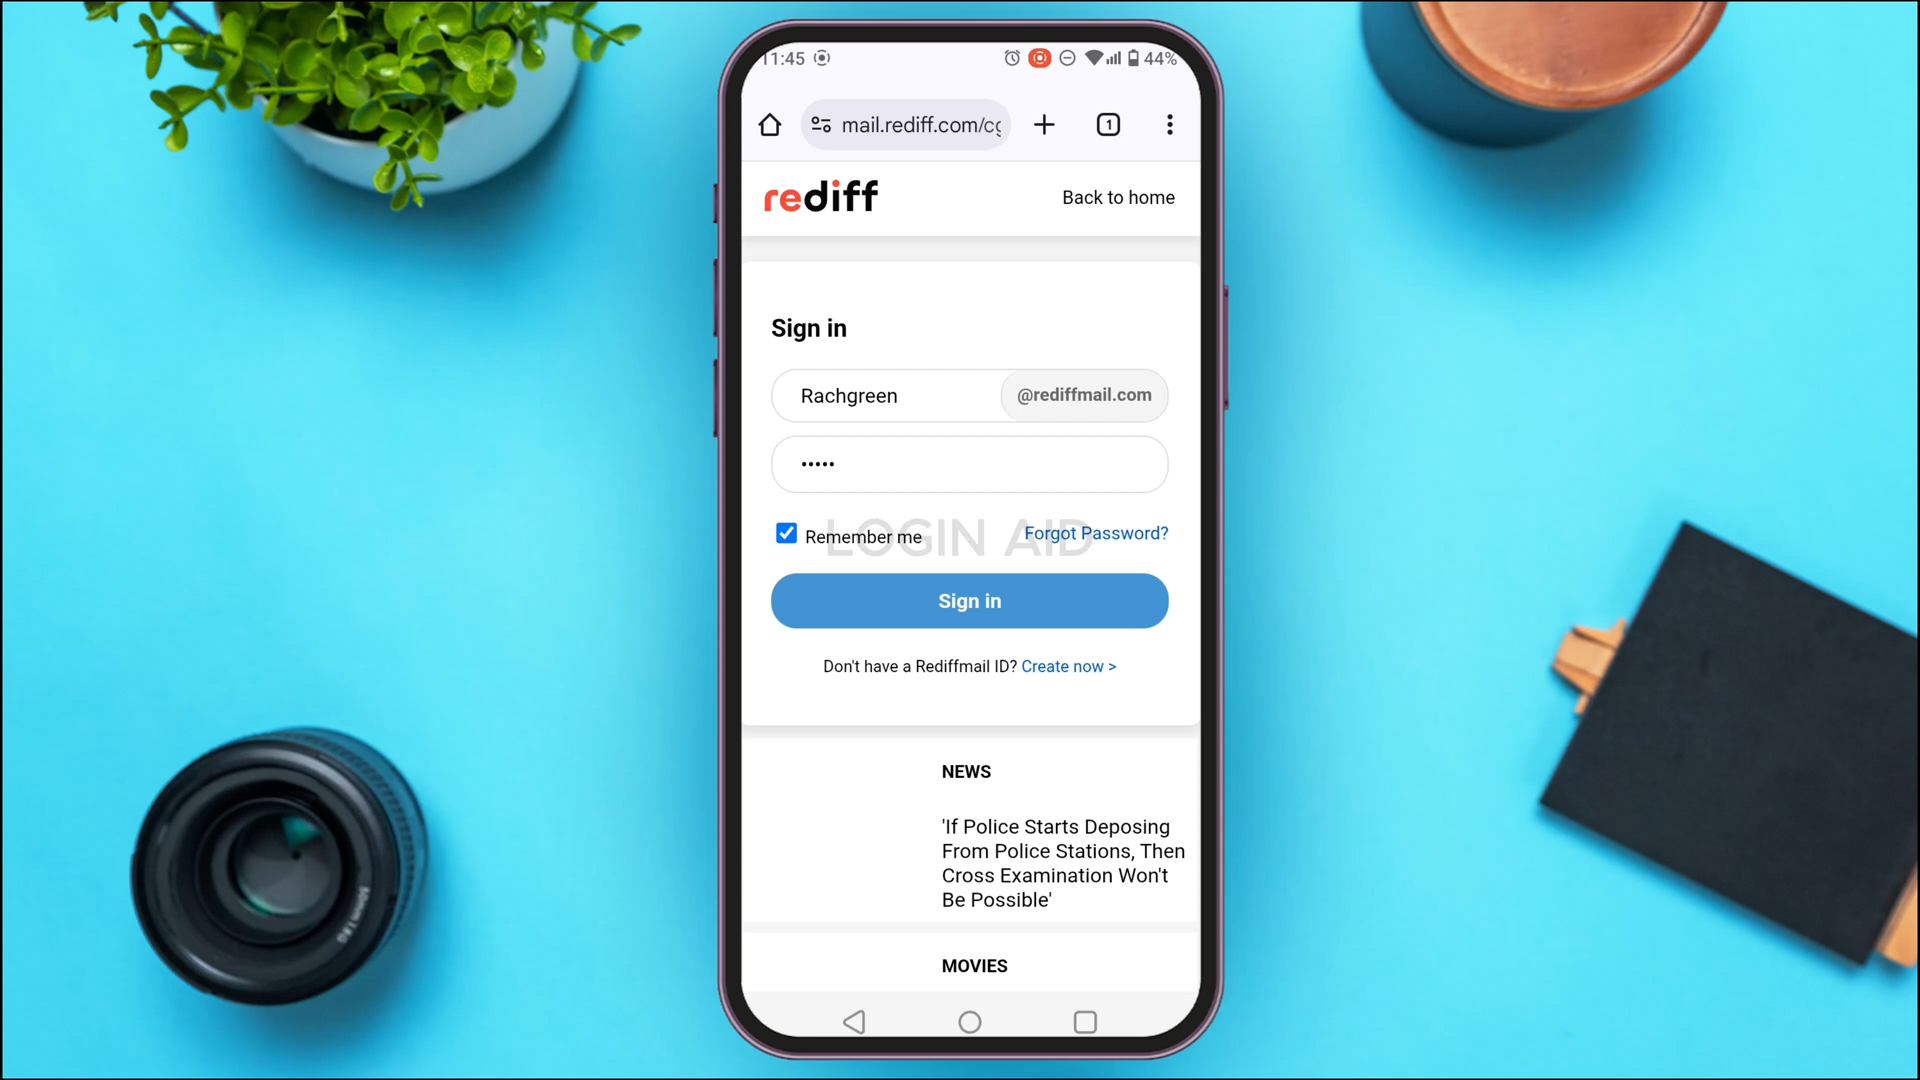 11:45
44%
mail.rediff.com/cg
1
rediff
Back to home
Sign in
Rachgreen
@rediffmail.com
•••••
Remember me
Forgot Password?
LOGIN AID
Sign in
Don't have a Rediffmail ID? Create now >
NEWS
'If Police Starts Deposing
From Police Stations, Then
Cross Examination Won't
Be Possible'
MOVIES